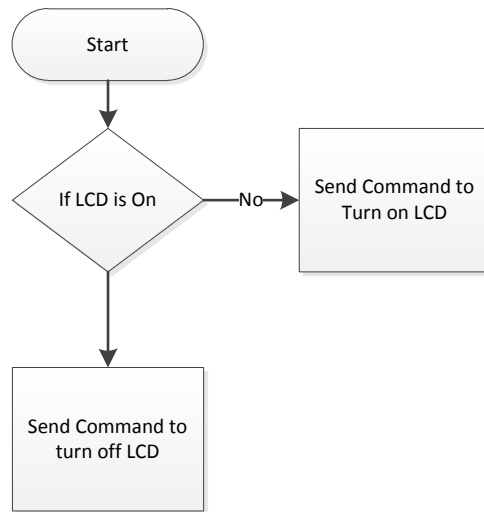 Start
If LCD is On
No
Send Command to
Turn on LCD
Send Command to
turn off LCD